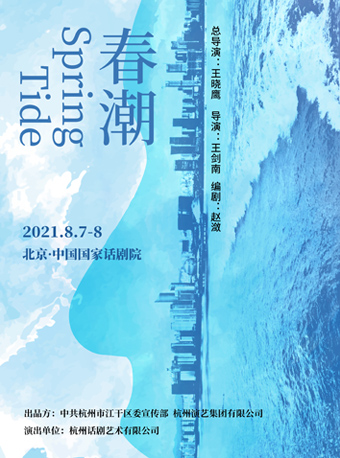 春潮
Spring Tide
总导演：王晓鹰 导演：王剑南 编剧：赵潋
2021.8.7-8
北京·中国国家话剧院
出品方：中共杭州市江干区委宣传部 杭州演艺集团有限公司
演出单位：杭州话剧艺术有限公司